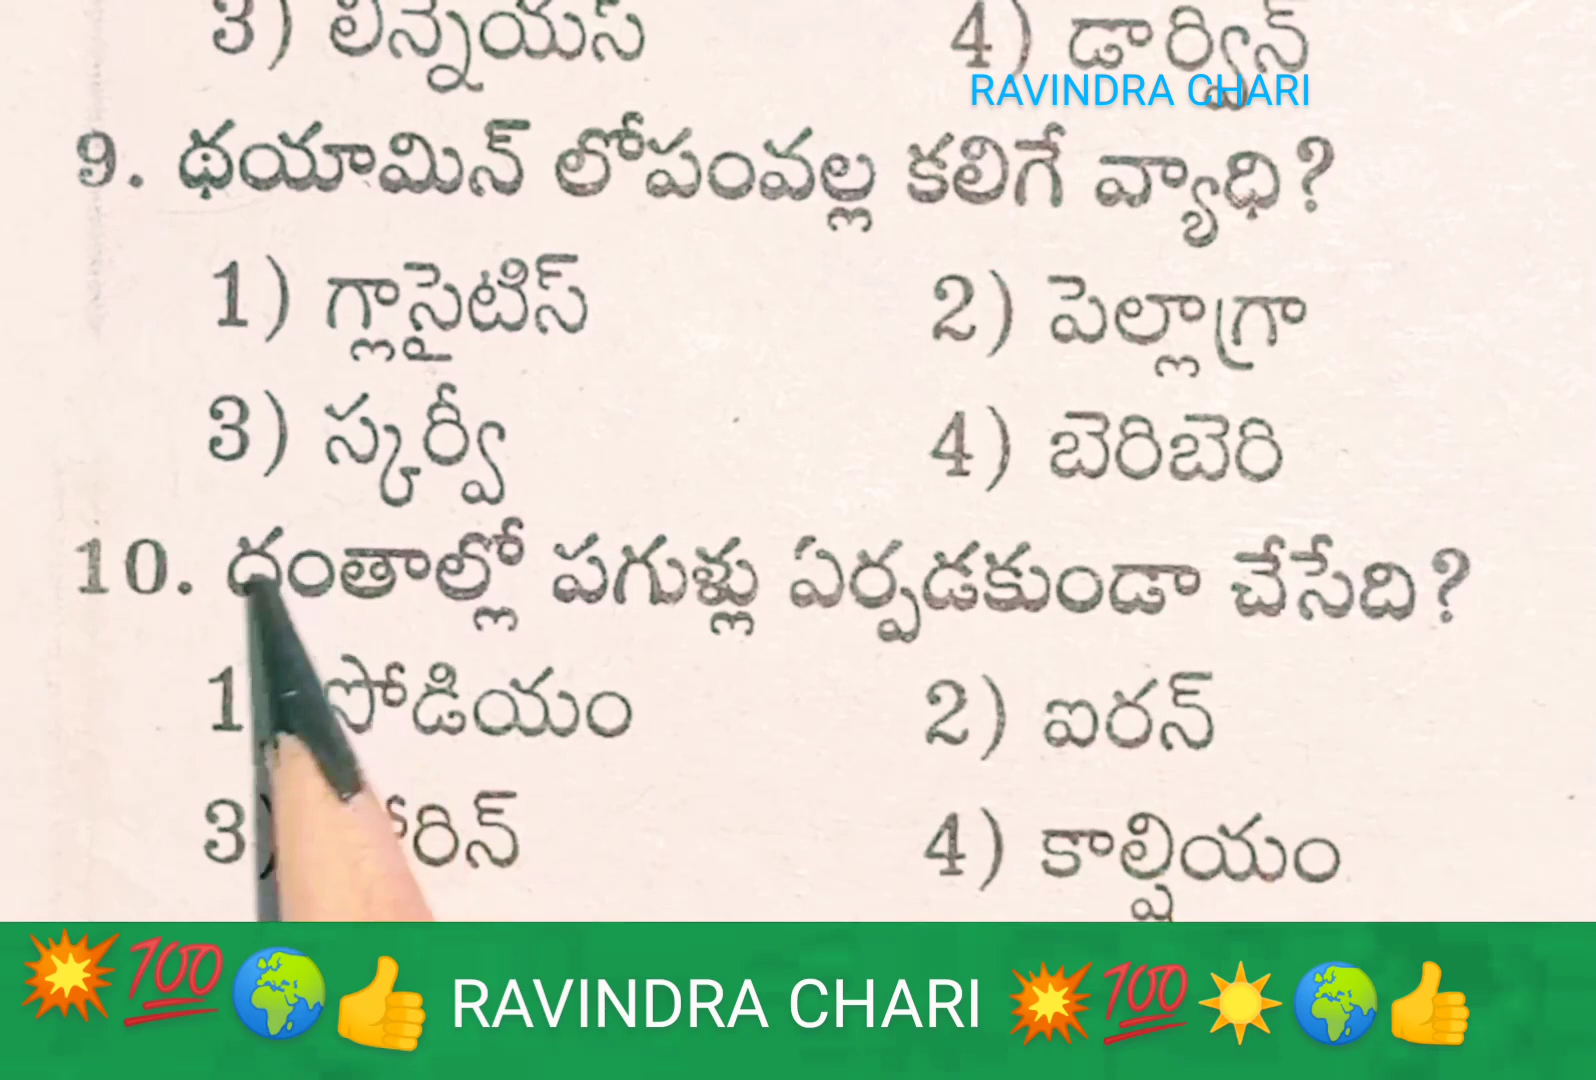 3) లిన్నేయస్ 4) డార్విన్
RAVINDRA CHARI
9. థయామిన్ లోపంవల్ల కలిగే వ్యాధి?
1) గ్లాసైటిస్ 2) పెల్లాగ్రా
3) స్కర్వీ 4) బెరిబెరి
10. దంతాల్లో పగుళ్లు ఏర్పడకుండా చేసేది?
1 సోడియం 2) ఐరన్
3) 4) కాల్షియం
💥💯🌍👍 RAVINDRA CHARI 💥💯☀️🌍👍